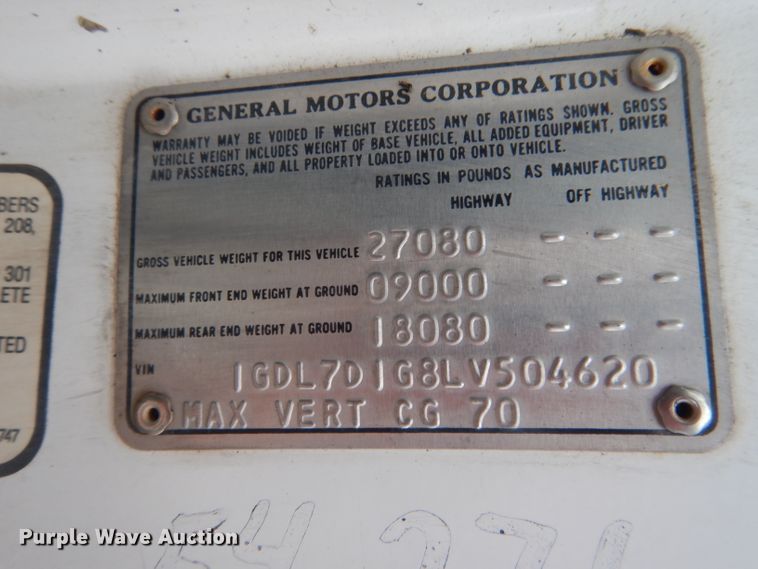 GENERAL MOTORS CORPORATION
WARRANTY MAY BE VOIDED IF WEIGHT EXCEEDS ANY OF RATINGS SHOWN. GROSS
VEHICLE WEIGHT INCLUDES WEIGHT OF BASE VEHICLE, ALL ADDED EQUIPMENT, DRIVER
AND PASSENGERS, AND ALL PROPERTY LOADED INTO OR ONTO VEHICLE.
RATINGS IN POUNDS AS MANUFACTURED
HIGHWAY OFF HIGHWAY
GROSS VEHICLE WEIGHT FOR THIS VEHICLE 27080 - - -
MAXIMUM FRONT END WEIGHT AT GROUND 09000 - - -
MAXIMUM REAR END WEIGHT AT GROUND 18080 - - -
VIN 1GDL7D1G8LV504620
MAX VERT CG 70
BERS
208,
301
ETE
TED
747
Purple Wave Auction